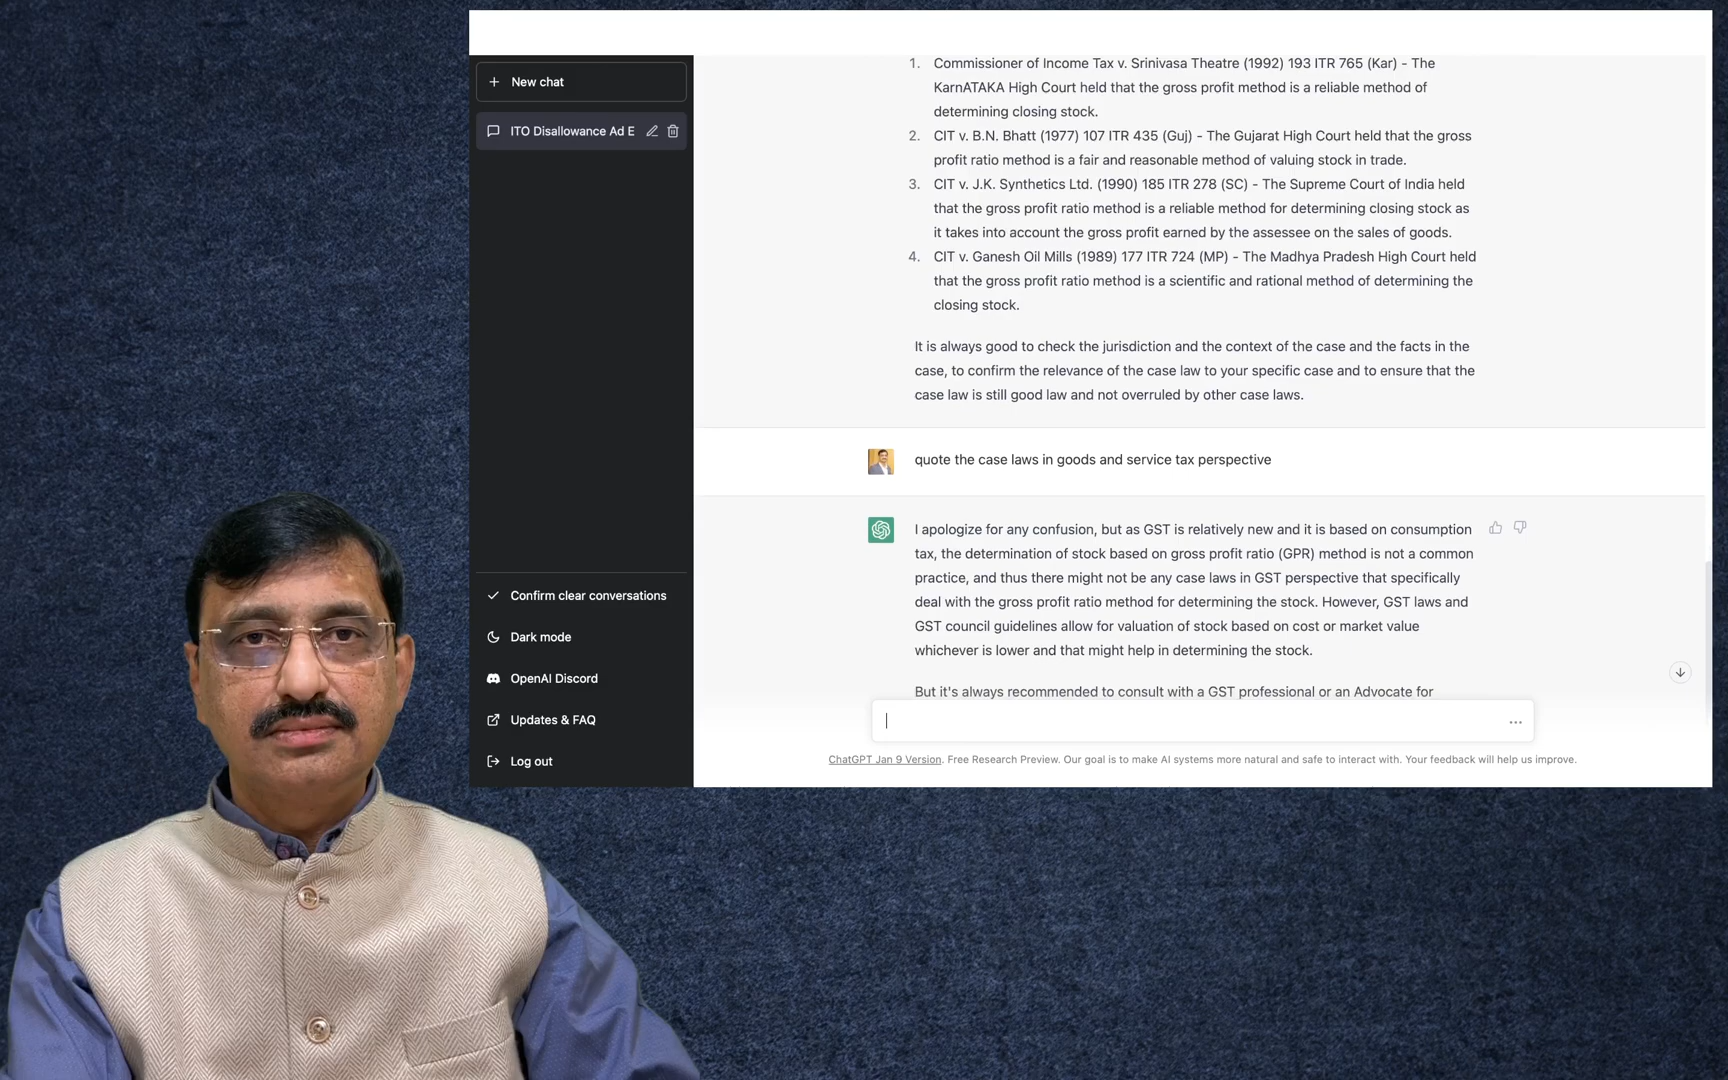 New chat
ITO Disallowance Ad E
Confirm clear conversations
Dark mode
OpenAI Discord
Updates & FAQ
Log out
1. Commissioner of Income Tax v. Srinivasa Theatre (1992) 193 ITR 765 (Kar) - The
KarnATAKA High Court held that the gross profit method is a reliable method of
determining closing stock.
2. CIT v. B.N. Bhatt (1977) 107 ITR 435 (Guj) - The Gujarat High Court held that the gross
profit ratio method is a fair and reasonable method of valuing stock in trade.
3. CIT v. J.K. Synthetics Ltd. (1990) 185 ITR 278 (SC) - The Supreme Court of India held
that the gross profit ratio method is a reliable method for determining closing stock as
it takes into account the gross profit earned by the assessee on the sales of goods.
4. CIT v. Ganesh Oil Mills (1989) 177 ITR 724 (MP) - The Madhya Pradesh High Court held
that the gross profit ratio method is a scientific and rational method of determining the
closing stock.
It is always good to check the jurisdiction and the context of the case and the facts in the
case, to confirm the relevance of the case law to your specific case and to ensure that the
case law is still good law and not overruled by other case laws.
quote the case laws in goods and service tax perspective
I apologize for any confusion, but as GST is relatively new and it is based on consumption
tax, the determination of stock based on gross profit ratio (GPR) method is not a common
practice, and thus there might not be any case laws in GST perspective that specifically
deal with the gross profit ratio method for determining the stock. However, GST laws and
GST council guidelines allow for valuation of stock based on cost or market value
whichever is lower and that might help in determining the stock.
But it's always recommended to consult with a GST professional or an Advocate for
ChatGPT Jan 9 Version. Free Research Preview. Our goal is to make AI systems more natural and safe to interact with. Your feedback will help us improve.